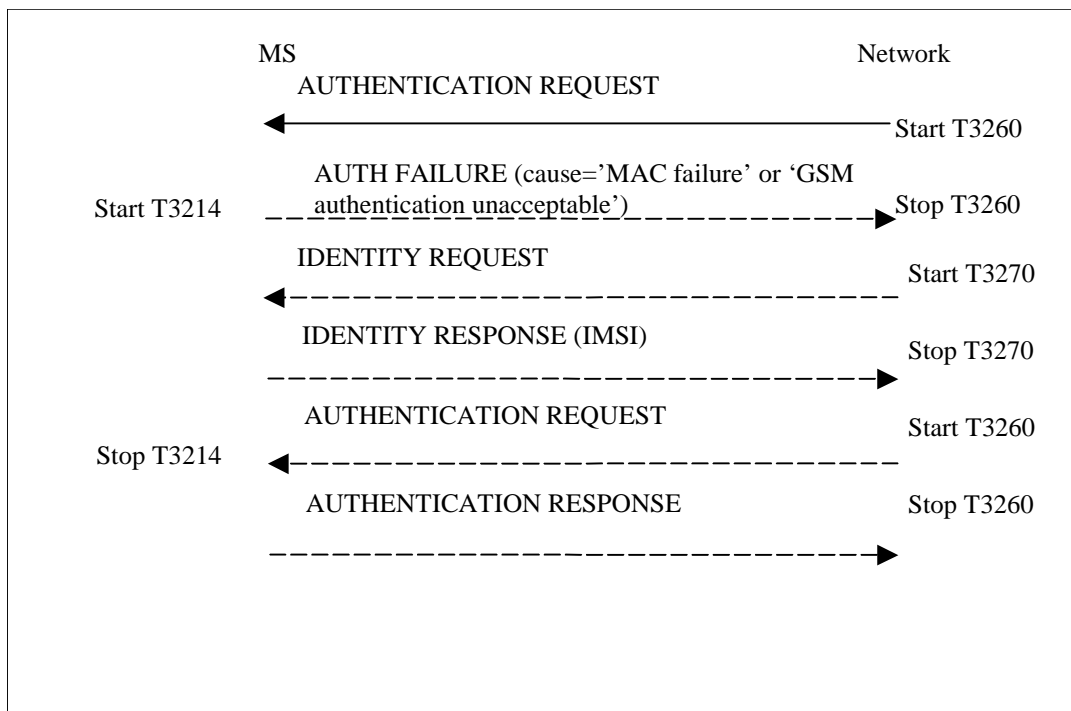 MS Network
AUTHENTICATION REQUEST
Start T3260
AUTH FAILURE (cause=’MAC failure’ or ‘GSM
authentication unacceptable’)
Start T3214
Stop T3260
IDENTITY REQUEST
Start T3270
IDENTITY RESPONSE (IMSI)
Stop T3270
AUTHENTICATION REQUEST
Start T3260
Stop T3214
AUTHENTICATION RESPONSE
Stop T3260